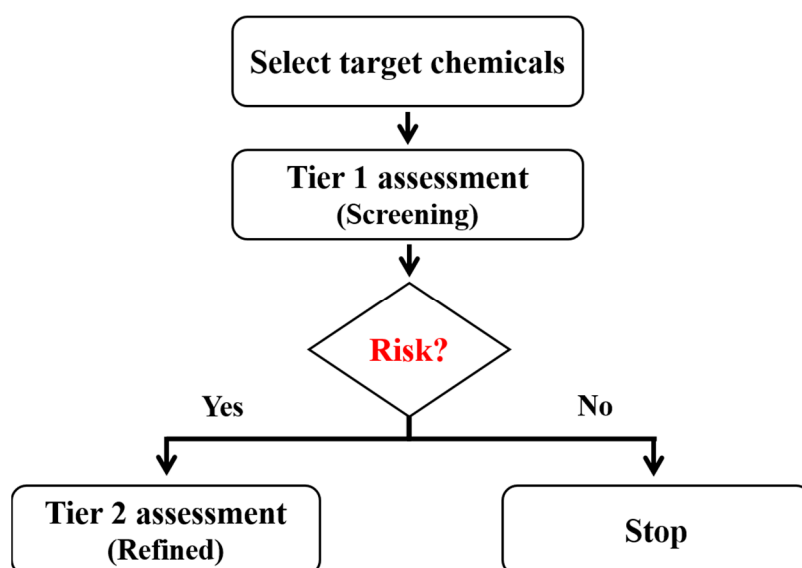 Select target chemicals
Tier 1 assessment
(Screening)
Risk?
Yes
No
Tier 2 assessment
(Refined)
Stop